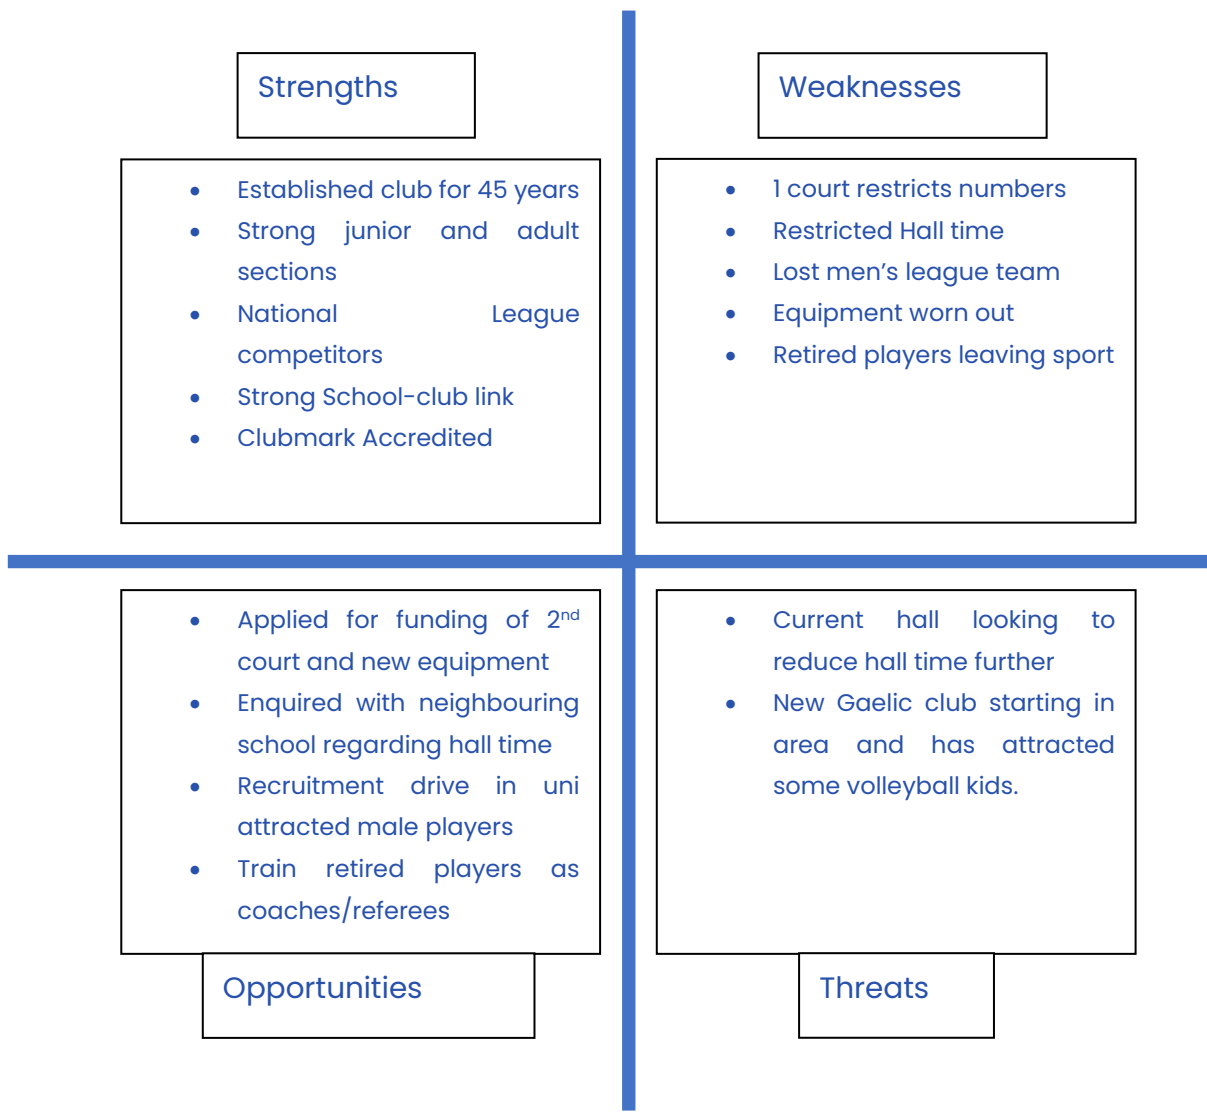 Strengths
• Established club for 45 years
• Strong junior and adult
sections
• National League
competitors
• Strong School-club link
• Clubmark Accredited
Weaknesses
• 1 court restricts numbers
• Restricted Hall time
• Lost men’s league team
• Equipment worn out
• Retired players leaving sport
• Applied for funding of 2nd
court and new equipment
• Enquired with neighbouring
school regarding hall time
• Recruitment drive in uni
attracted male players
• Train retired players as
coaches/referees
Opportunities
• Current hall looking to
reduce hall time further
• New Gaelic club starting in
area and has attracted
some volleyball kids.
Threats